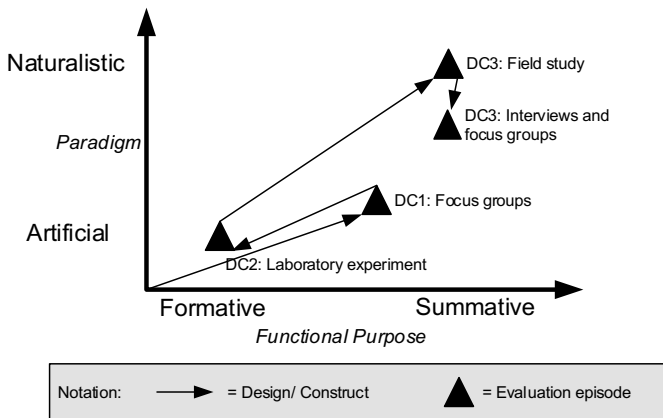 Naturalistic
DC3: Field study
DC3: Interviews and
focus groups
Paradigm
DC1: Focus groups
Artificial
DC2: Laboratory experiment
Formative
Summative
Functional Purpose
Notation:
= Design/ Construct
= Evaluation episode